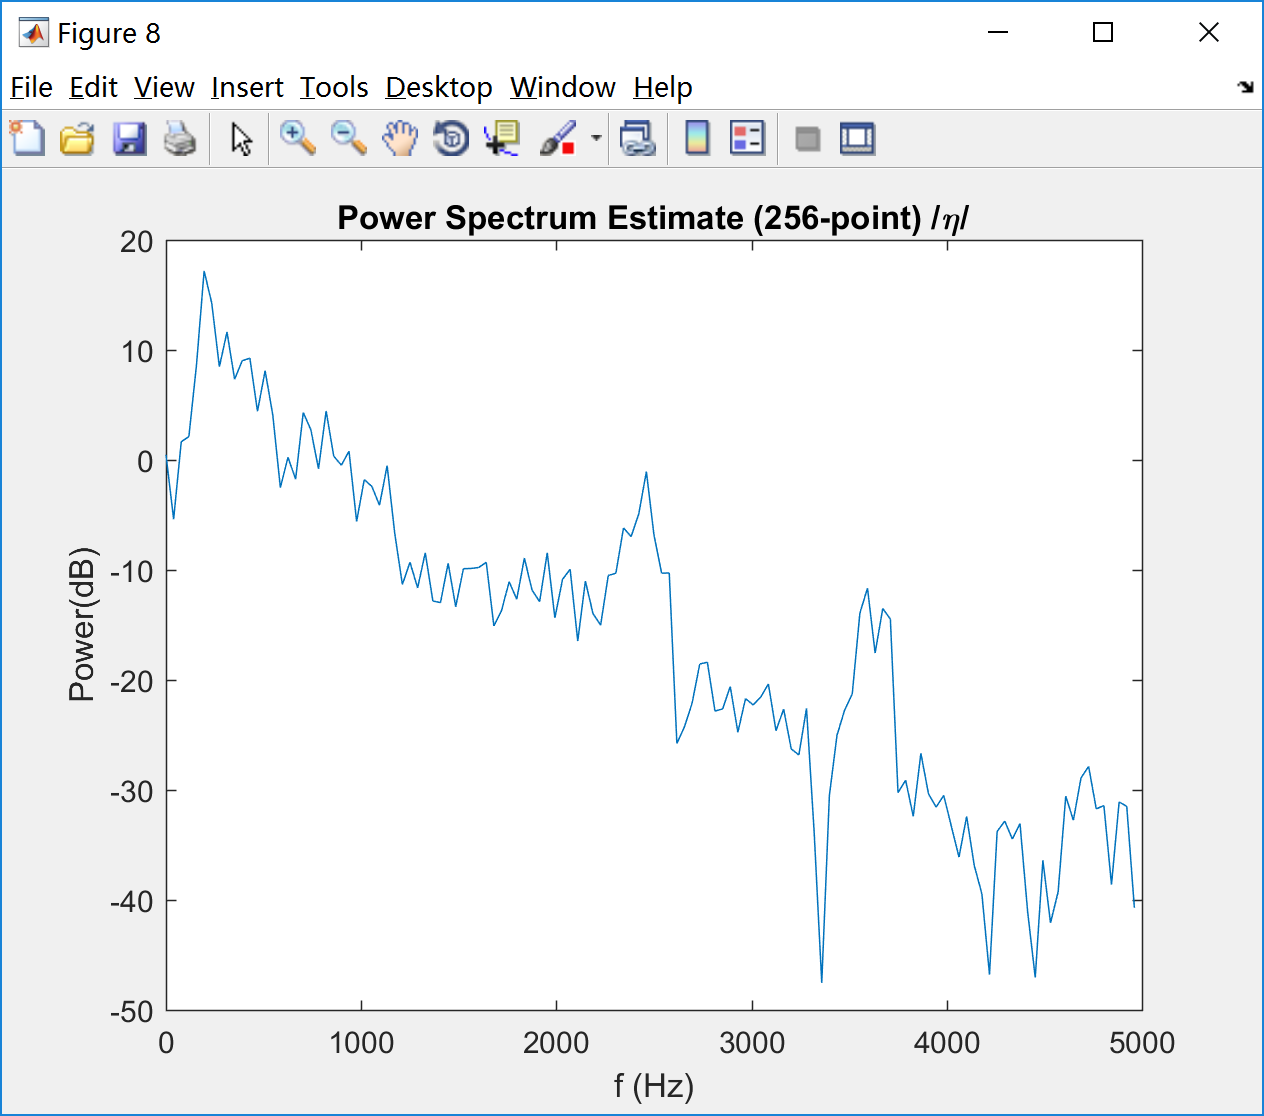 Figure 8
File Edit View Insert Tools Desktop Window Help
Power Spectrum Estimate (256-point) /η/
20
10
0
-10
-20
-30
-40
-50
Power(dB)
0 1000 2000 3000 4000 5000
f (Hz)